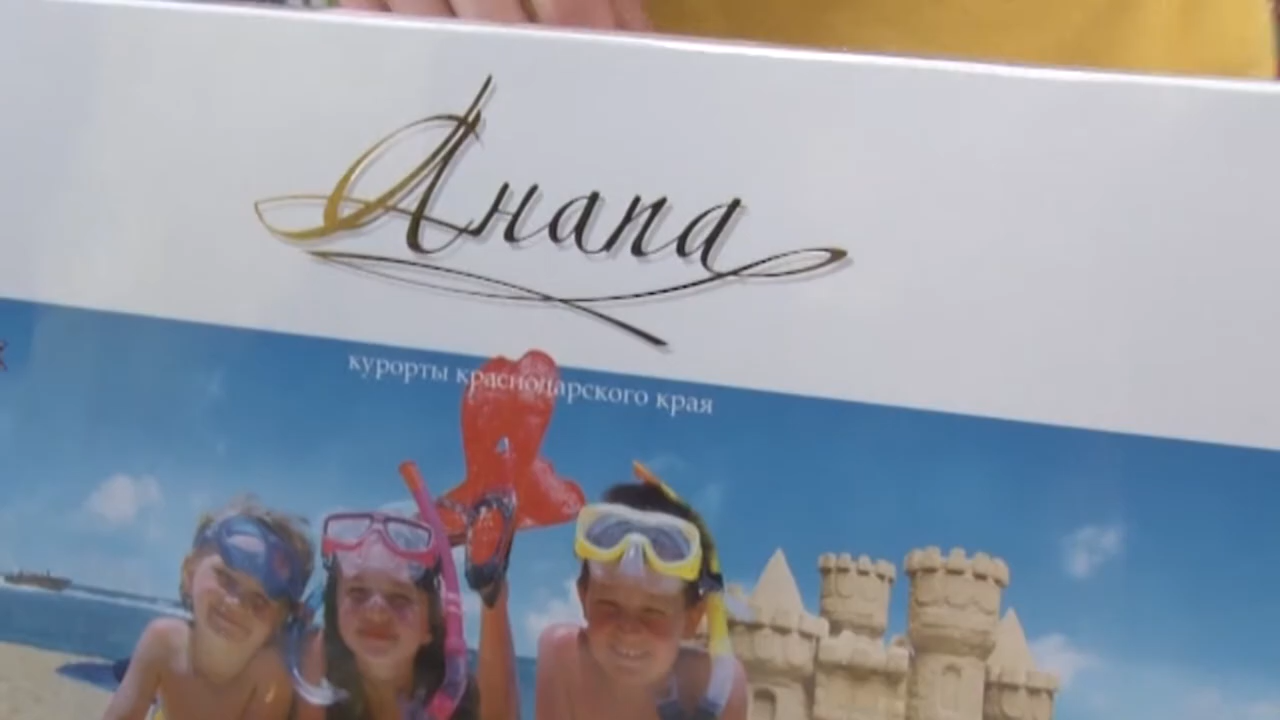 Анапа
курорты краснодарского края